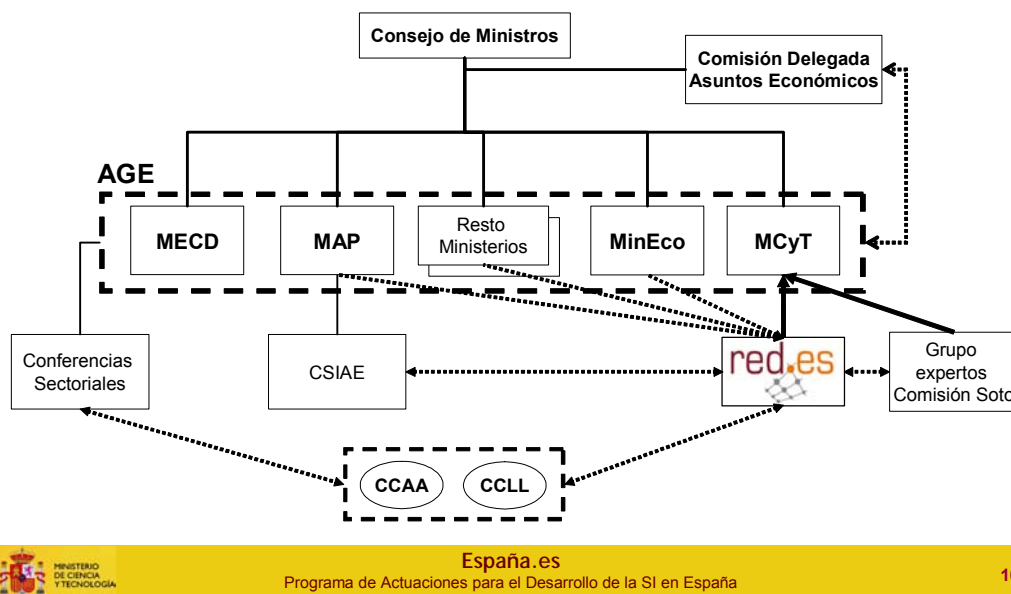 Consejo de Ministros
Comisión Delegada
Asuntos Económicos
AGE
MECD
MAP
Resto
Ministerios
MinEco
MCyT
Conferencias
Sectoriales
CSIAE
red.es
Grupo
expertos
Comisión Soto
CCAA
CCLL
MINISTERIO
DE CIENCIA
Y TECNOLOGÍA
España.es
Programa de Actuaciones para el Desarrollo de la SI en España